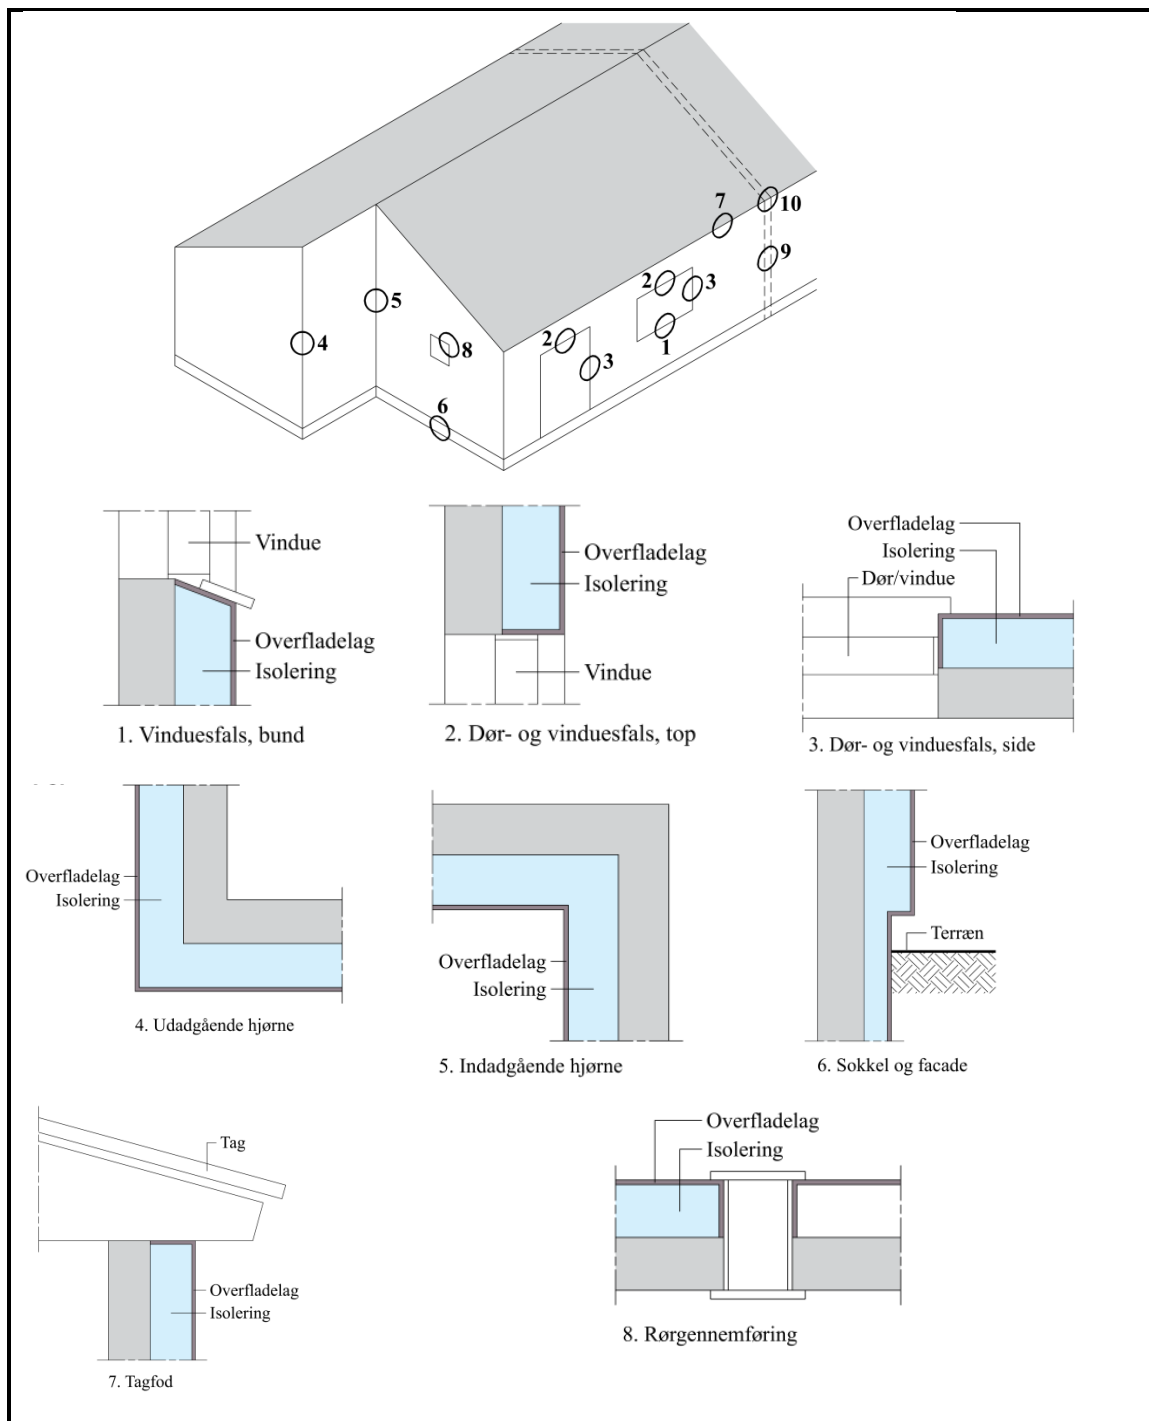 7
10
9
2
3
5
2
3
8
4
1
6
Vindue
Overfladelag
Isolering
1. Vinduesfals, bund
Overfladelag
Isolering
Vindue
2. Dør- og vinduesfals, top
Overfladelag
Isolering
Dør/vindue
3. Dør- og vinduesfals, side
Overfladelag
Isolering
4. Udadgående hjørne
Overfladelag
Isolering
5. Indadgående hjørne
Overfladelag
Isolering
Terræn
6. Sokkel og facade
Tag
Overfladelag
Isolering
7. Tagfod
Overfladelag
Isolering
8. Rørgennemføring